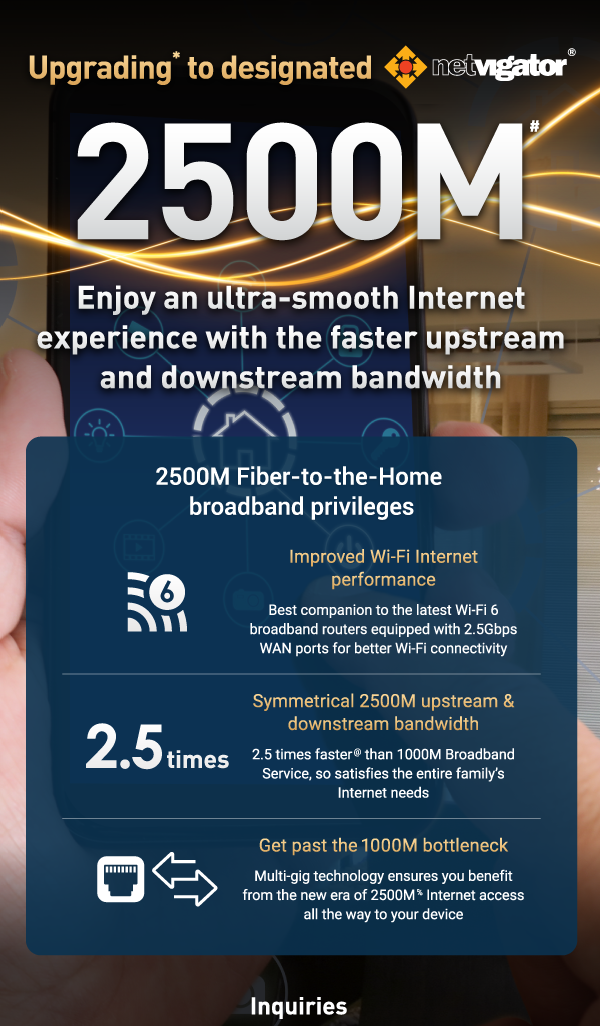 Upgrading* to designated netvigator®
2500M#
Enjoy an ultra-smooth Internet
experience with the faster upstream
and downstream bandwidth
2500M Fiber-to-the-Home
broadband privileges
6
Improved Wi-Fi Internet
performance
Best companion to the latest Wi-Fi 6
broadband routers equipped with 2.5Gbps
WAN ports for better Wi-Fi connectivity
2.5 times
Symmetrical 2500M upstream &
downstream bandwidth
2.5 times faster@ than 1000M Broadband
Service, so satisfies the entire family's
Internet needs
Get past the 1000M bottleneck
Multi-gig technology ensures you benefit
from the new era of 2500M% Internet access
all the way to your device
Inquiries